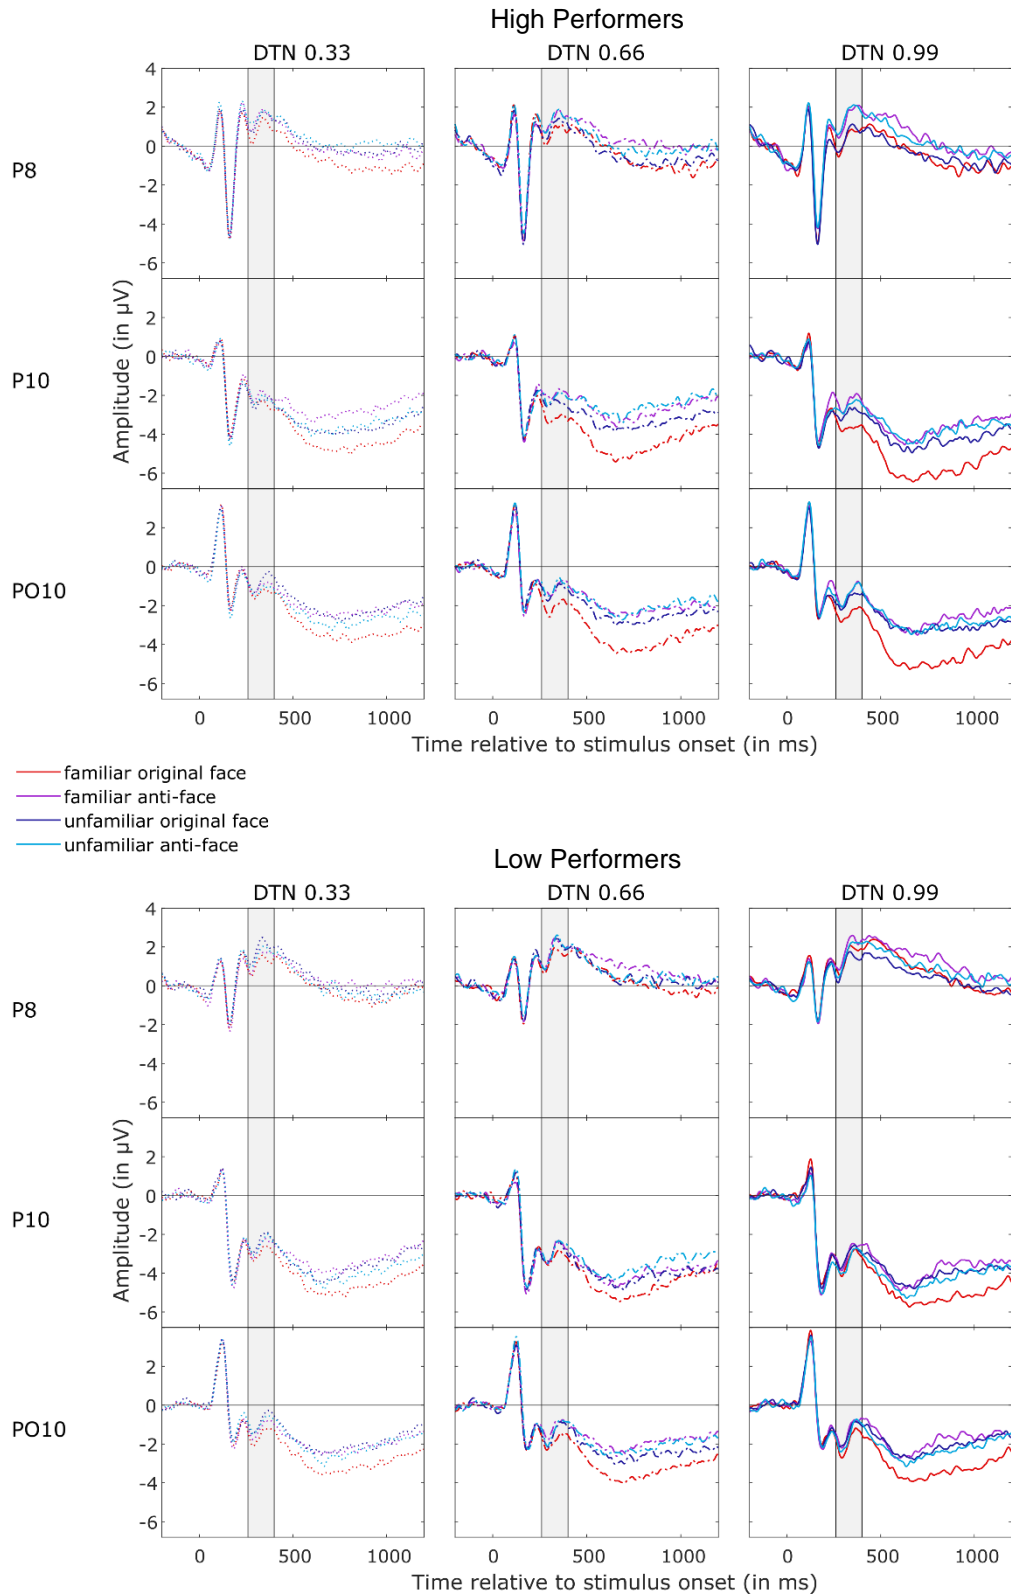 High Performers
DTN 0.33 DTN 0.66 DTN 0.99
P8
4
2
0
-2
-4
-6
P10
Amplitude (in µV)
2
0
-2
-4
-6
PO10
2
0
-2
-4
-6
0 500 1000 0 500 1000 0 500 1000
Time relative to stimulus onset (in ms)
familiar original face
familiar anti-face
unfamiliar original face
unfamiliar anti-face
Low Performers
DTN 0.33 DTN 0.66 DTN 0.99
P8
4
2
0
-2
-4
-6
P10
Amplitude (in µV)
2
0
-2
-4
-6
PO10
2
0
-2
-4
-6
0 500 1000 0 500 1000 0 500 1000
Time relative to stimulus onset (in ms)